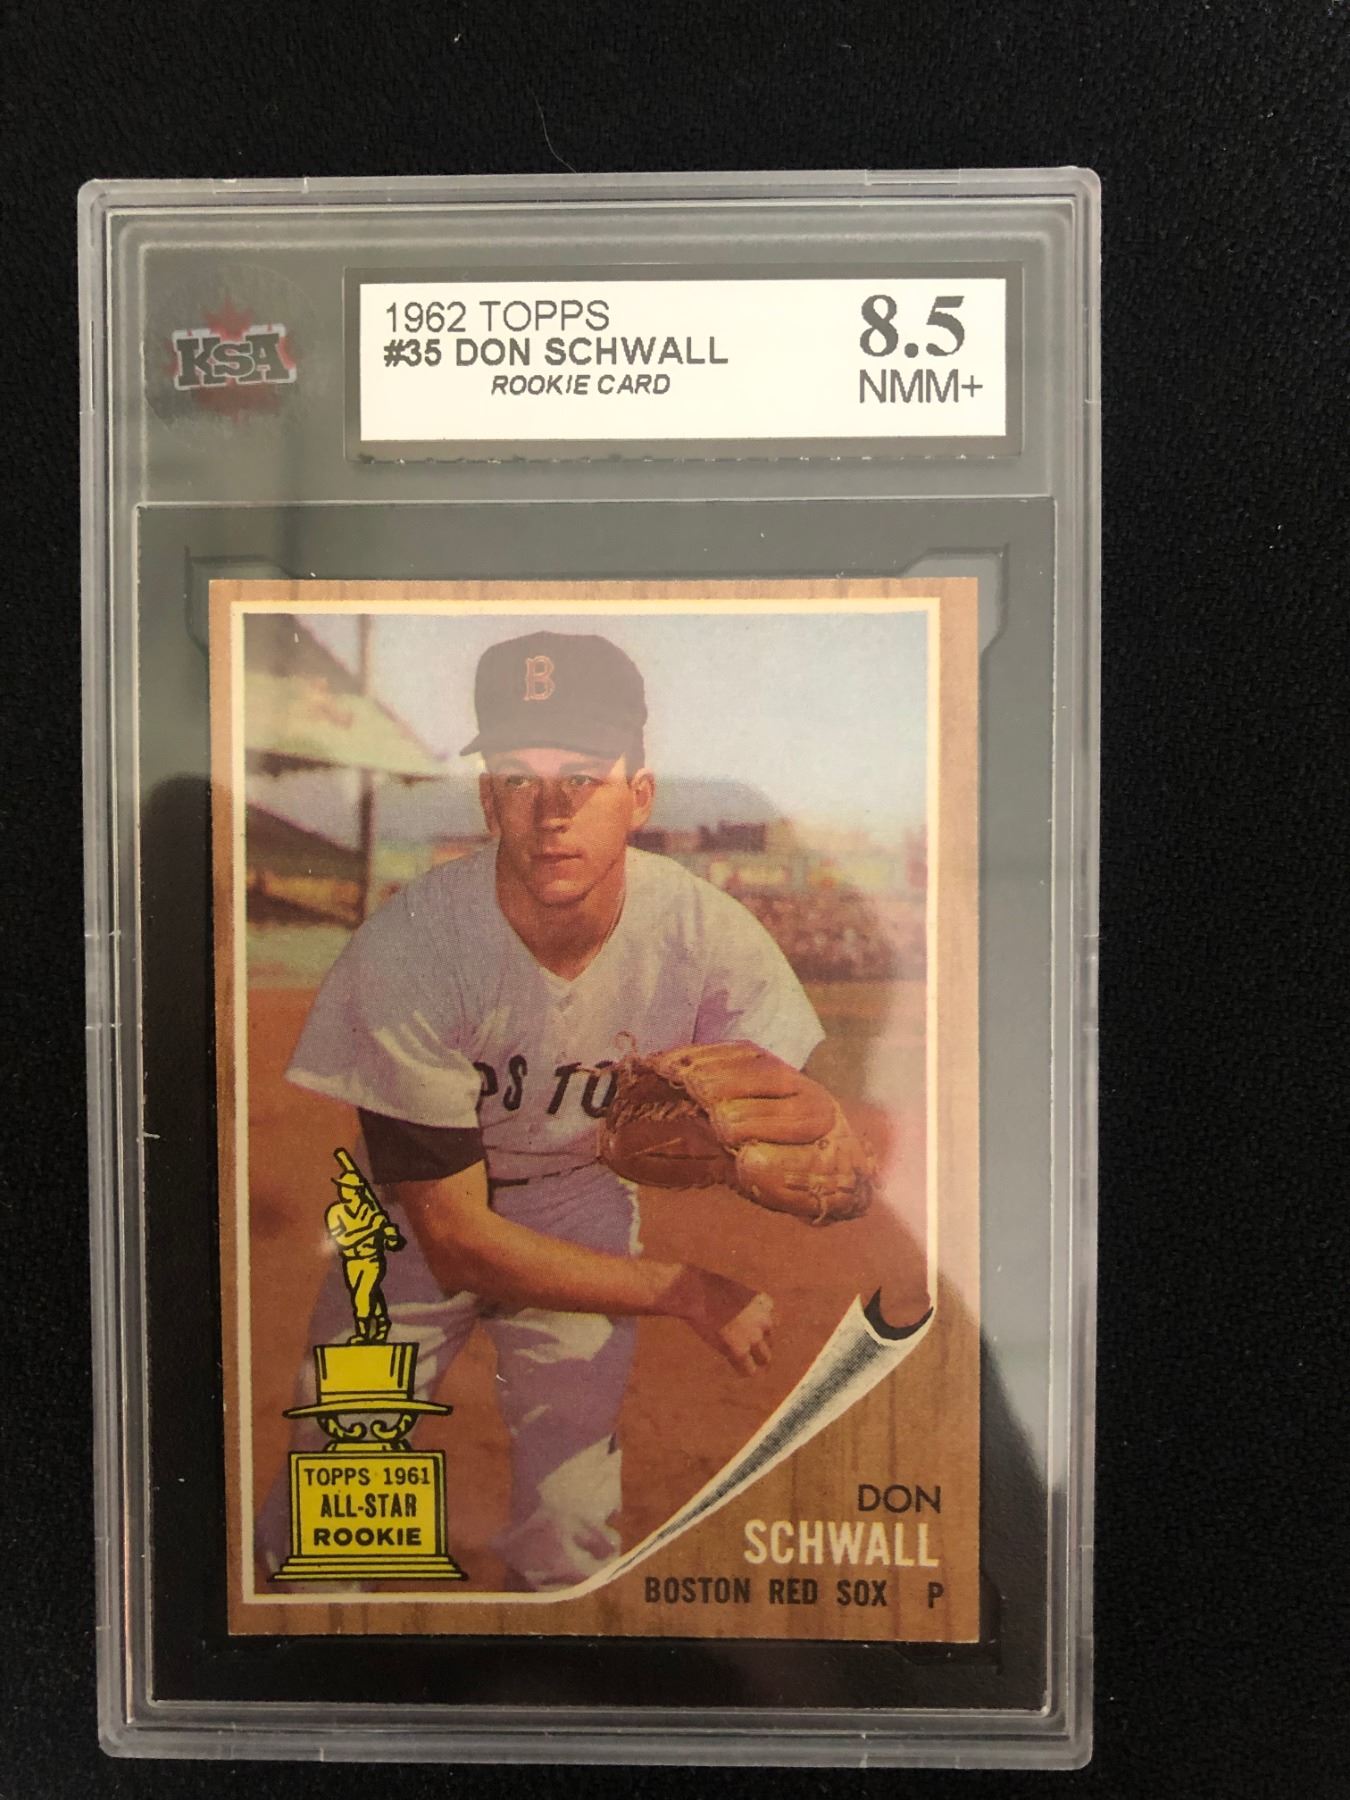 KSA
1962 TOPPS
#35 DON SCHWALL
ROOKIE CARD
8.5
NMM+
B
OSTO
TOPPS 1961
ALL-STAR
ROOKIE
DON
SCHWALL
BOSTON RED SOX P